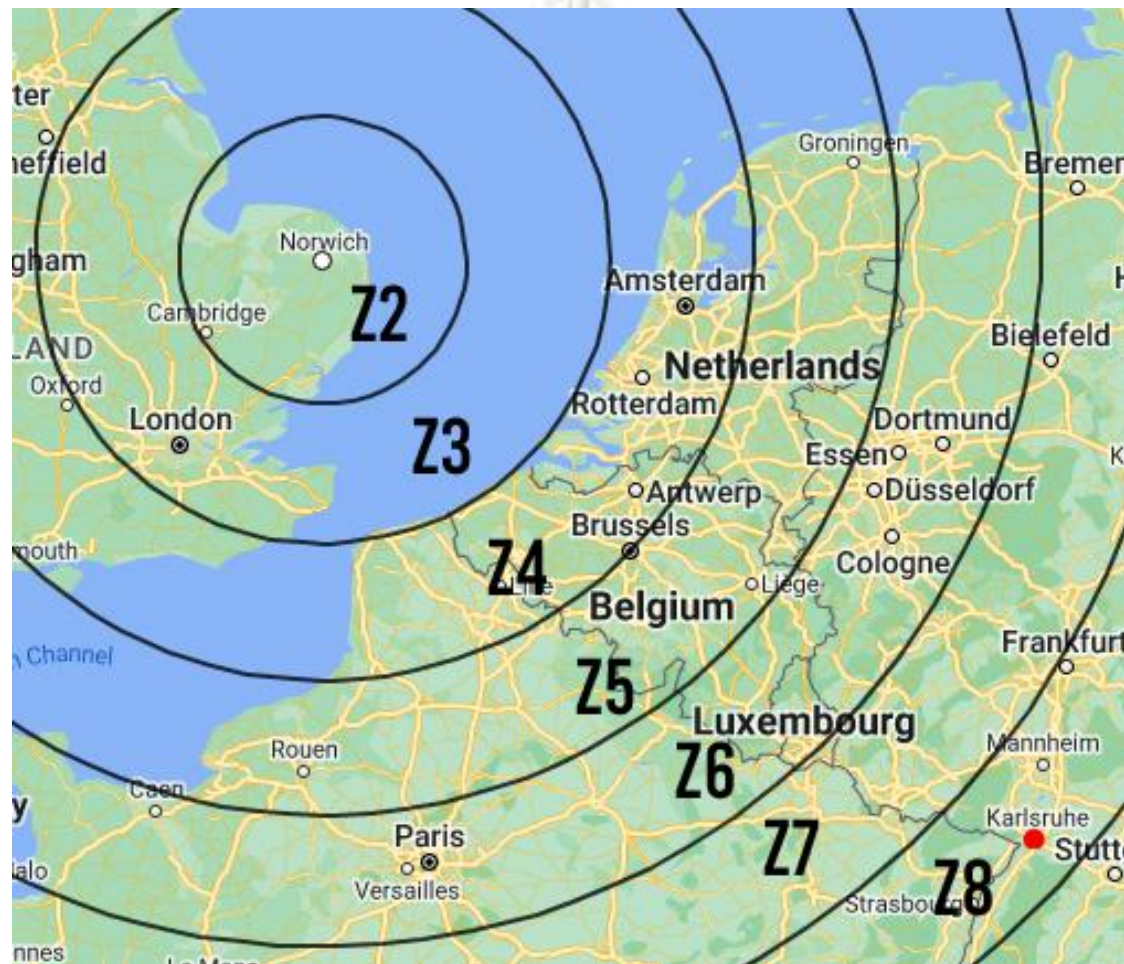 ter
heffield
Groningen
Bremer
Norwich
gham
Amsterdam
Z2
Cambridge
LAND
Bielefeld
Netherlands
Oxford
Rotterdam
London
Dortmund
Z3
Essen
Antwerp
Düsseldorf
Brussels
mouth
Z4
Cologne
Liège
Belgium
Channel
Frankfurt
Z5
Luxembourg
Rouen
Mannheim
Z6
Caen
y
Karlsruhe
Paris
Z7
Stutt
alo
Versailles
Z8
Strasbourg
nnes